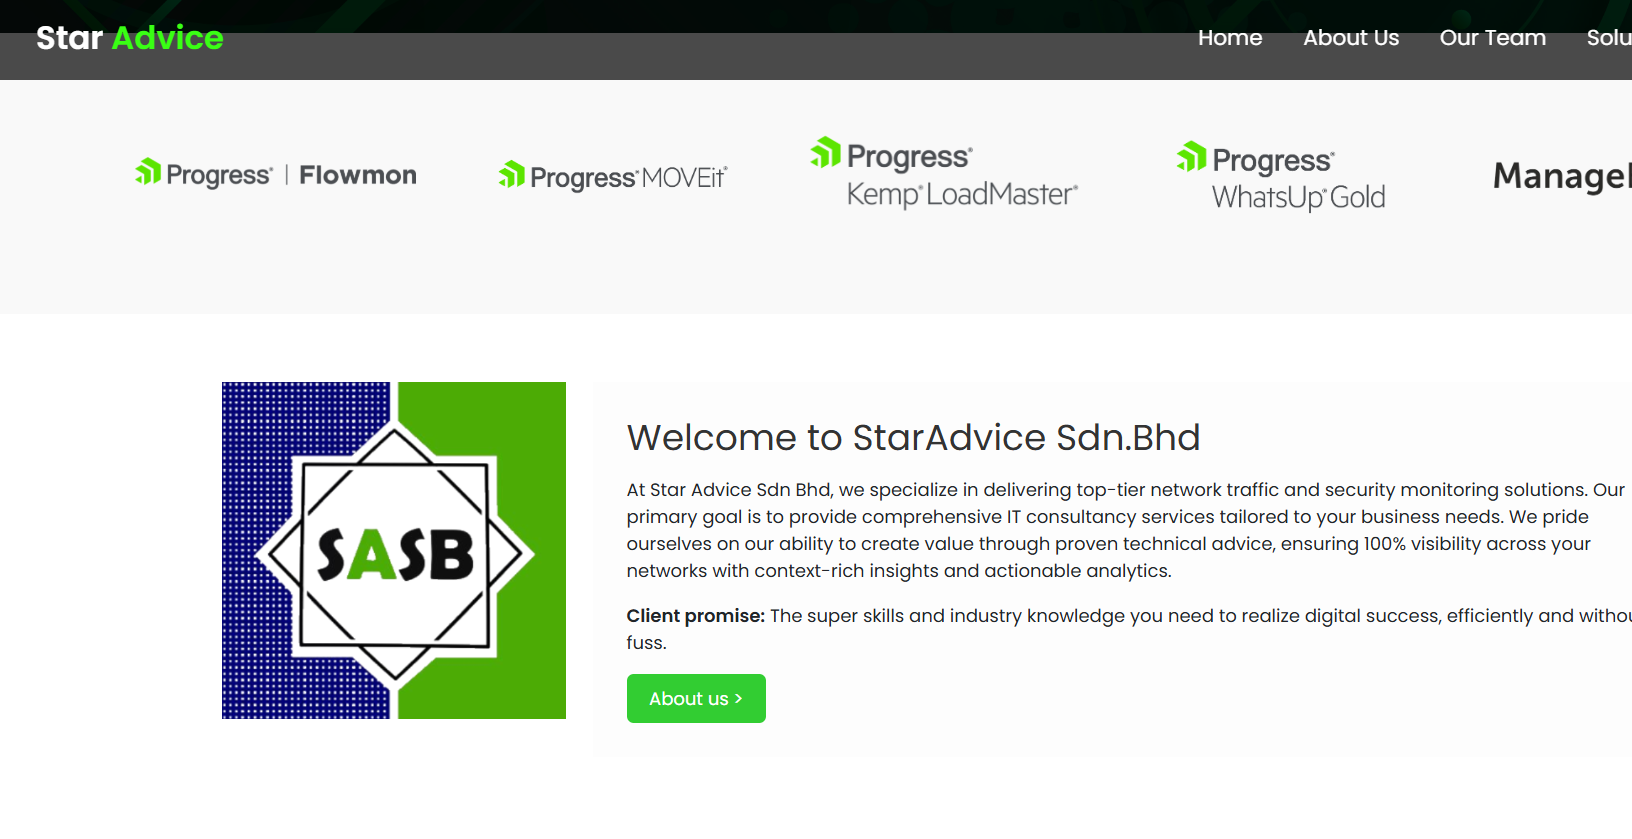 Star Advice
Home About Us Our Team Solu
Progress® | Flowmon
Progress® MOVEit®
Progress®
Kemp® LoadMaster®
Progress®
WhatsUp® Gold
Manage
SASB
Welcome to StarAdvice Sdn.Bhd
At Star Advice Sdn Bhd, we specialize in delivering top-tier network traffic and security monitoring solutions. Our
primary goal is to provide comprehensive IT consultancy services tailored to your business needs. We pride
ourselves on our ability to create value through proven technical advice, ensuring 100% visibility across your
networks with context-rich insights and actionable analytics.
Client promise: The super skills and industry knowledge you need to realize digital success, efficiently and withou
fuss.
About us >